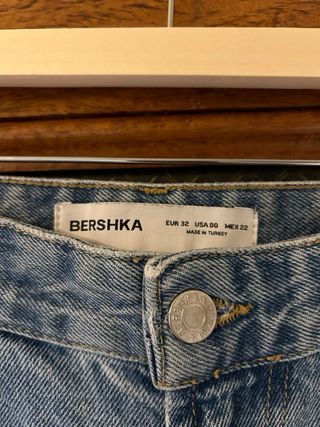 BERSHKA
EUR 32 USA 00 MEX 22
MADE IN TURKEY